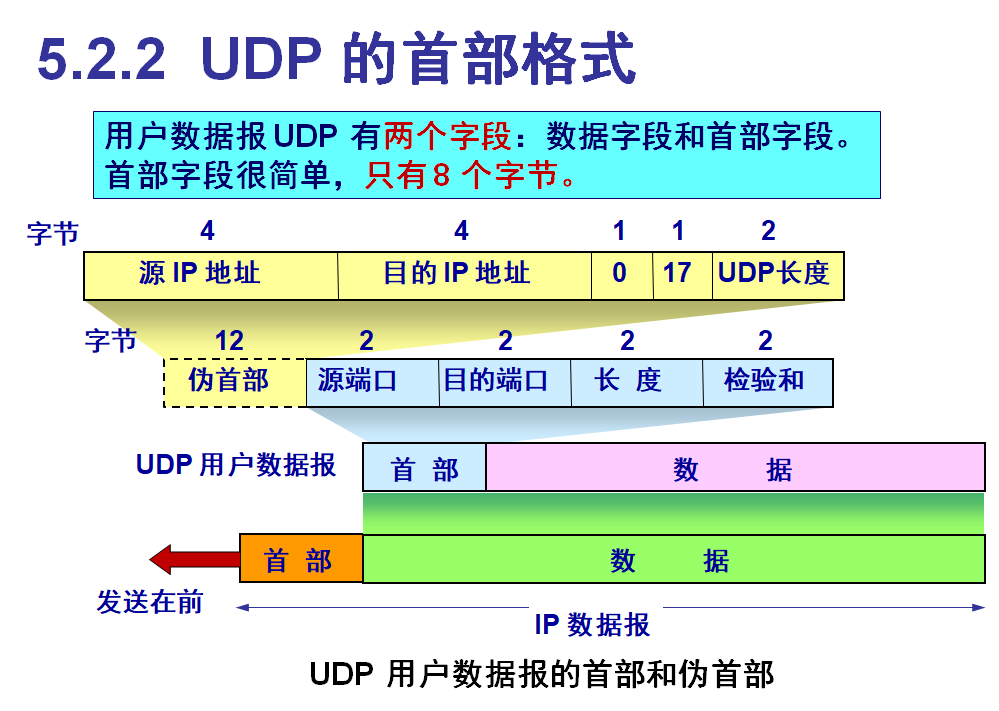 5.2.2 UDP 的首部格式
用户数据报 UDP 有两个字段：数据字段和首部字段。
首部字段很简单，只有 8 个字节。
字节 4 4 1 1 2
源 IP 地址 目的 IP 地址 0 17 UDP长度
字节 12 2 2 2 2
伪首部 源端口 目的端口 长 度 检验和
UDP 用户数据报 首 部 数 据
首 部 数 据
发送在前
IP 数据报
UDP 用户数据报的首部和伪首部